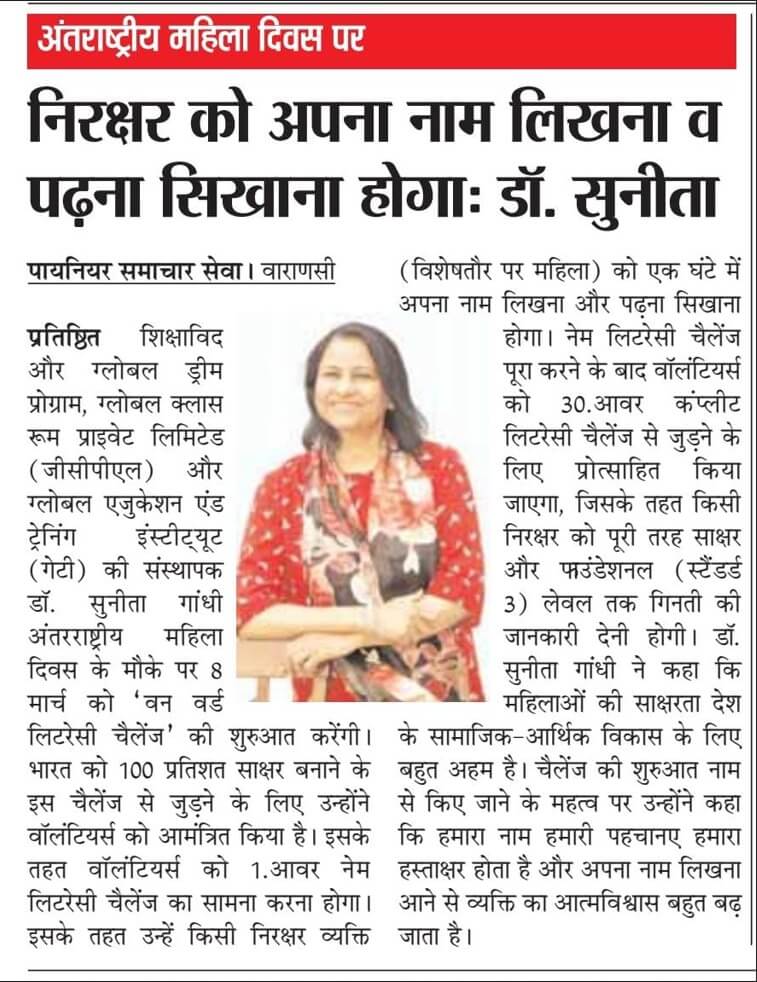 अंतराष्ट्रीय महिला दिवस पर
निरक्षर को अपना नाम लिखना व
पढ़ना सिखाना होगाः डॉ. सुनीता
पायनियर समाचार सेवा। वाराणसी
प्रतिष्ठित शिक्षाविद
और ग्लोबल ड्रीम
प्रोग्राम, ग्लोबल क्लास
रूम प्राइवेट लिमिटेड
(जीसीपीएल) और
ग्लोबल एजुकेशन एंड
ट्रेनिंग इंस्टीट्यूट
(गेटी) की संस्थापक
डॉ. सुनीता गांधी
अंतरराष्ट्रीय महिला
दिवस के मौके पर 8
मार्च को ‘वन वर्ड
लिटरेसी चैलेंज’ की शुरुआत करेंगी।
भारत को 100 प्रतिशत साक्षर बनाने के
इस चैलेंज से जुड़ने के लिए उन्होंने
वॉलंटियर्स को आमंत्रित किया है। इसके
तहत वॉलंटियर्स को 1.आवर नेम
लिटरेसी चैलेंज का सामना करना होगा।
इसके तहत उन्हें किसी निरक्षर व्यक्ति
(विशेषतौर पर महिला) को एक घंटे में
अपना नाम लिखना और पढ़ना सिखाना
होगा। नेम लिटरेसी चैलेंज
पूरा करने के बाद वॉलंटियर्स
को 30.आवर कंप्लीट
लिटरेसी चैलेंज से जुड़ने के
लिए प्रोत्साहित किया
जाएगा, जिसके तहत किसी
निरक्षर को पूरी तरह साक्षर
और फाउंडेशनल (स्टैंडर्ड
3) लेवल तक गिनती की
जानकारी देनी होगी। डॉ.
सुनीता गांधी ने कहा कि
महिलाओं की साक्षरता देश
के सामाजिक-आर्थिक विकास के लिए
बहुत अहम है। चैलेंज की शुरुआत नाम
से किए जाने के महत्व पर उन्होंने कहा
कि हमारा नाम हमारी पहचानए हमारा
हस्ताक्षर होता है और अपना नाम लिखना
आने से व्यक्ति का आत्मविश्वास बहुत बढ़
जाता है।